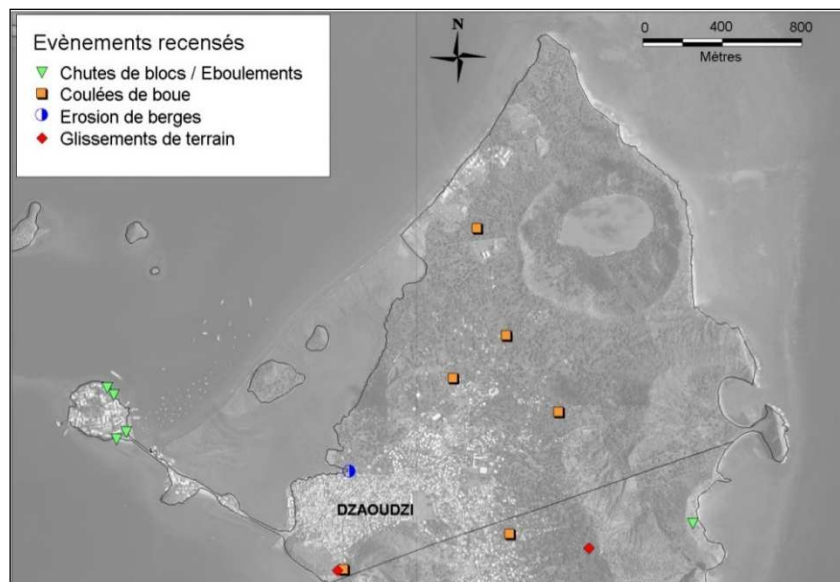 Evènements recensés
Chutes de blocs / Eboulements
Coulées de boue
Erosion de berges
Glissements de terrain
N
0 400 800
Mètres
DZAOUDZI